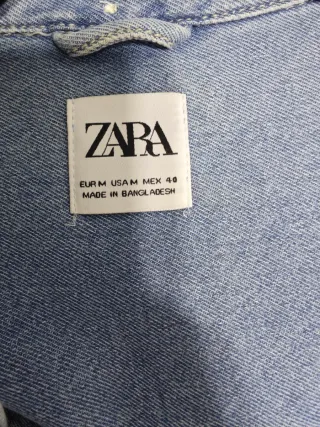 ZARA
EUR M USA M MEX 40
MADE IN BANGLADESH